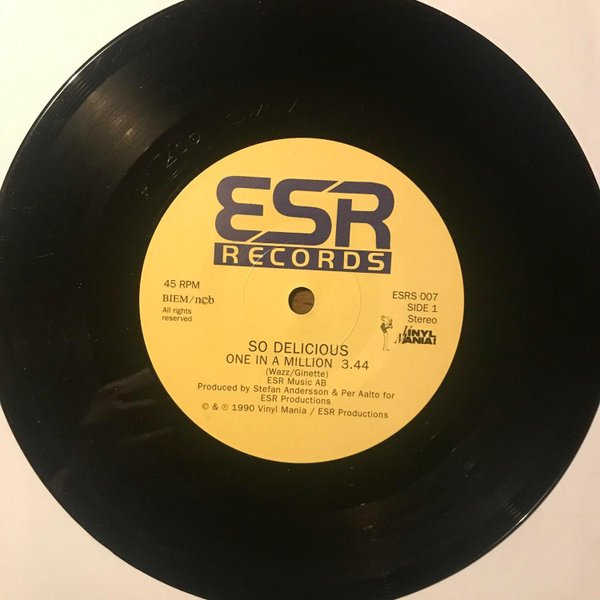 ESR
RECORDS
45 RPM
BIEM/ncb
All rights
reserved
ESRS 007
SIDE 1
Stereo
VINYL
MANIA!
SO DELICIOUS
ONE IN A MILLION 3.44
(Wazz/Ginette)
ESR Music AB
Produced by Stefan Andersson & Per Aalto for
ESR Productions
© & ℗ 1990 Vinyl Mania / ESR Productions